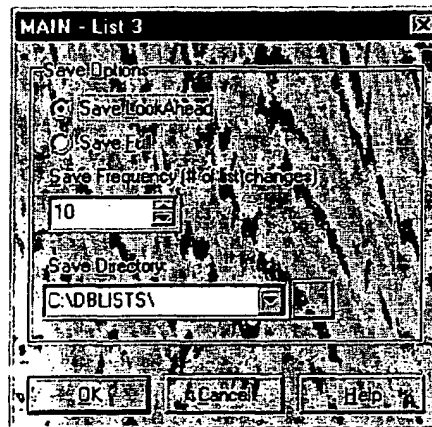 MAIN - List 3
Save Options
Save LookAhead
Save Full
Save Frequency (# of list changes)
10
Save Directory
C:\DBLISTS\
OK
Cancel
Help